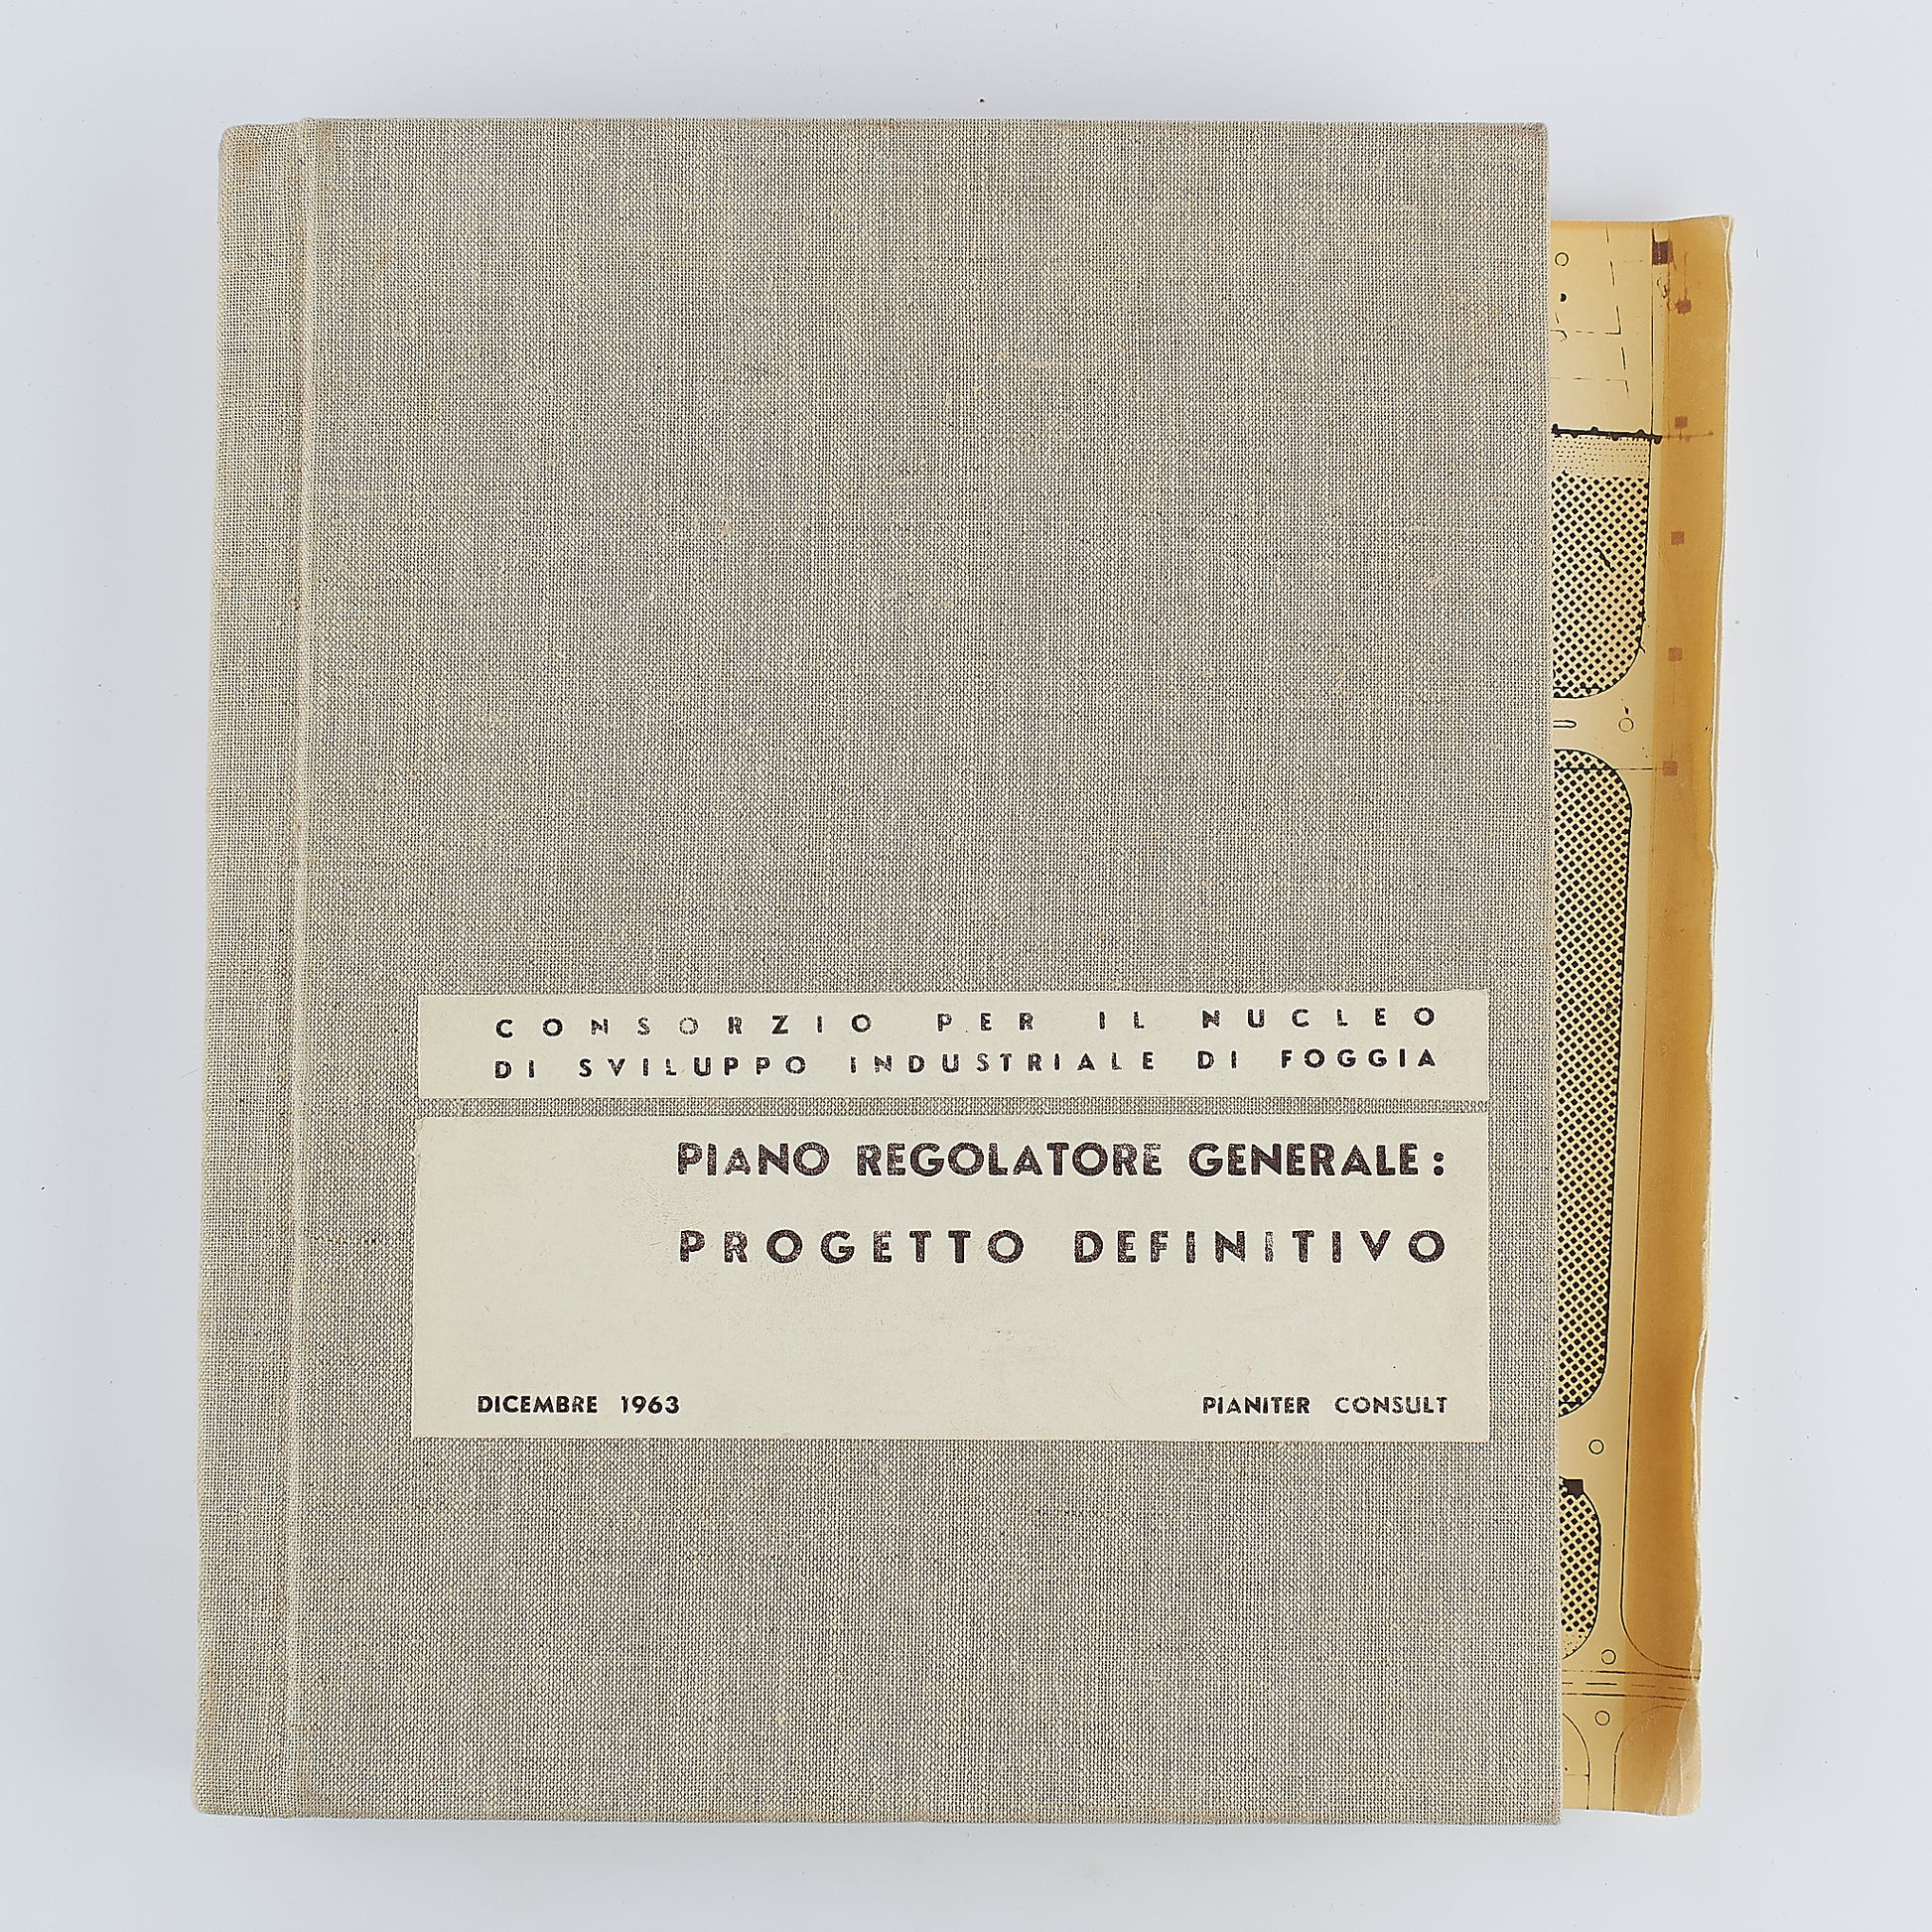 CONSORZIO PER IL NUCLEO
DI SVILUPPO INDUSTRIALE DI FOGGIA
PIANO REGOLATORE GENERALE:
PROGETTO DEFINITIVO
DICEMBRE 1963 PIANITER CONSULT